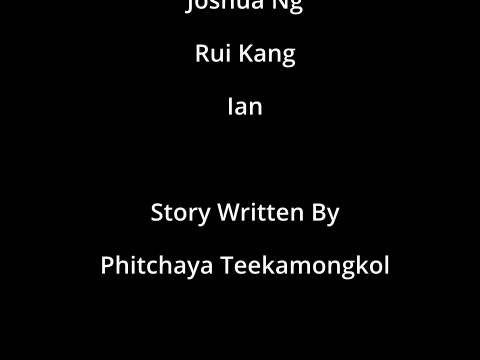 Joshua Ng
Rui Kang
Ian
Story Written By
Phitchaya Teekamongkol